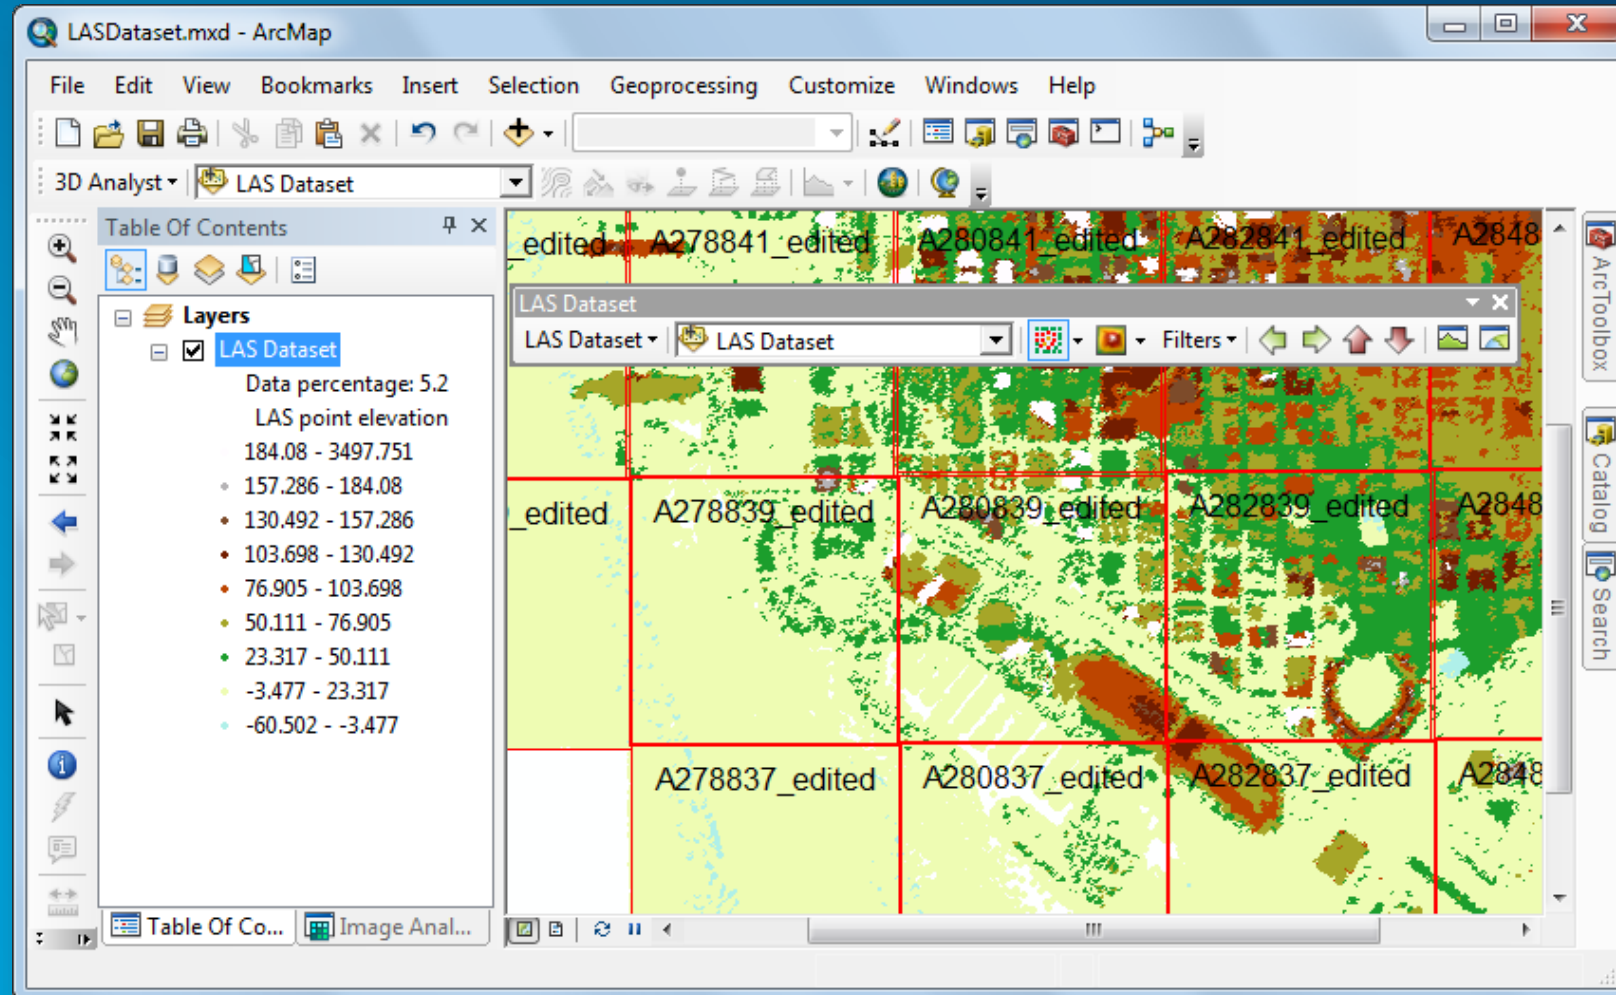 LASDataset.mxd - ArcMap
File Edit View Bookmarks Insert Selection Geoprocessing Customize Windows Help
3D Analyst LAS Dataset
Table Of Contents
Layers
LAS Dataset
Data percentage: 5.2
LAS point elevation
184.08 - 3497.751
157.286 - 184.08
130.492 - 157.286
103.698 - 130.492
76.905 - 103.698
50.111 - 76.905
23.317 - 50.111
-3.477 - 23.317
-60.502 - -3.477
Table Of Co... Image Anal...
_edited A278841_edited A280841_edited A282841_edited A2848
LAS Dataset
LAS Dataset LAS Dataset Filters
_edited A278839_edited A280839_edited A282839_edited A2848
A278837_edited A280837_edited A282837_edited A2848
ArcToolbox
Catalog
Search